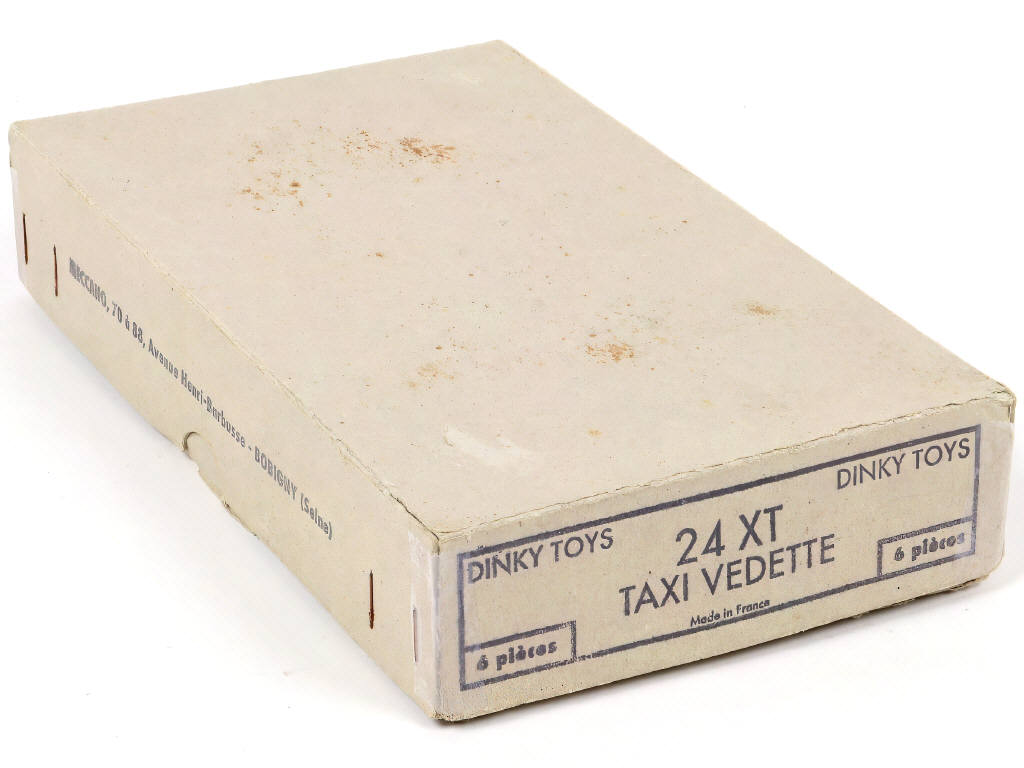 MECCANO, 70 à 88, Avenue Henri-Barbusse - BOBIGNY (Seine)
DINKY TOYS
24 XT
DINKY TOYS
TAXI VEDETTE
6 pièces
Made in France
6 pièces